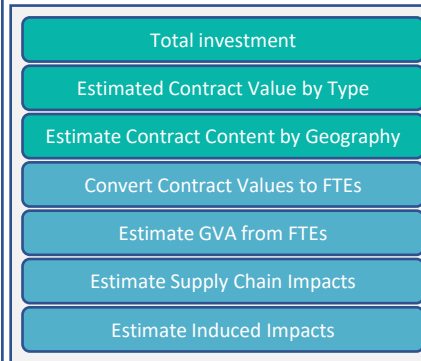 Total investment
Estimated Contract Value by Type
Estimate Contract Content by Geography
Convert Contract Values to FTEs
Estimate GVA from FTEs
Estimate Supply Chain Impacts
Estimate Induced Impacts